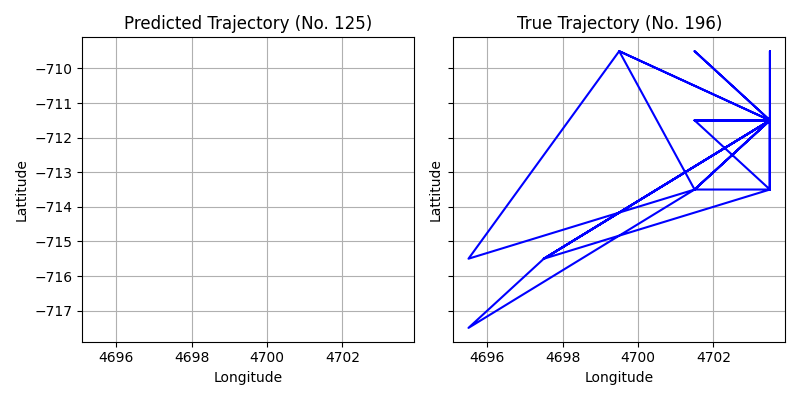 Predicted Trajectory (No. 125)
True Trajectory (No. 196)
−710
−711
−712
−713
−714
−715
−716
−717
Lattitude
Lattitude
4696 4698 4700 4702
4696 4698 4700 4702
Longitude
Longitude